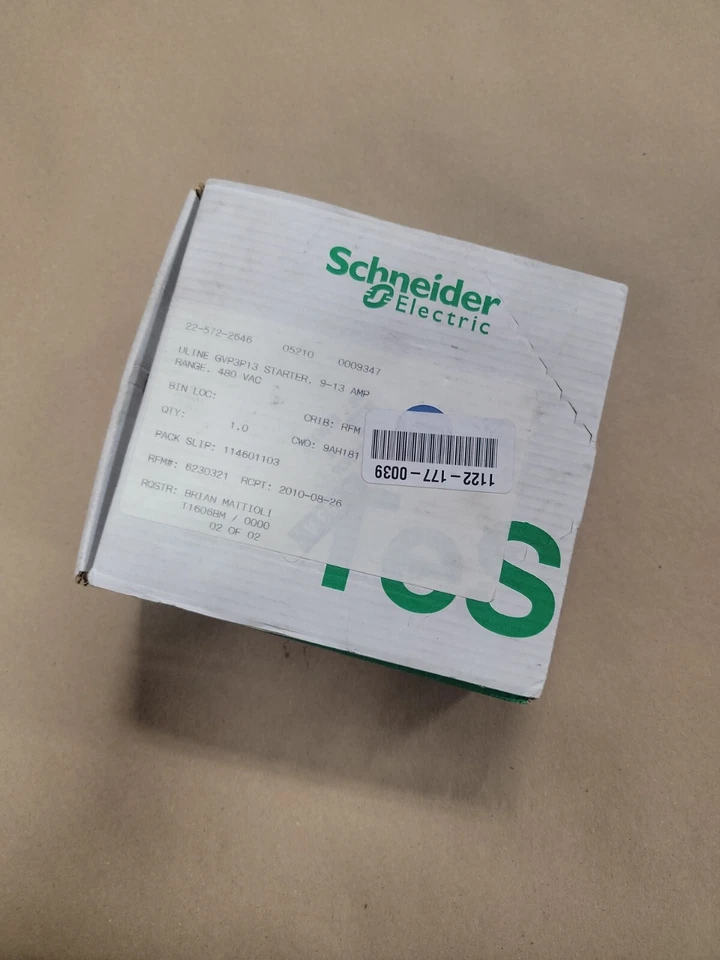 Schneider
Electric
22-572-2646 05210 0009347
ULINE GVP3P13 STARTER, 9-13 AMP
RANGE, 480 VAC
BIN LOC:
CRIB: RFM
QTY: 1.0
CWO: 9AH181
PACK SLIP: 114601103
RFM#: 6230321 RCPT: 2010-08-26
RQSTR: BRIAN MATTIOLI
T1606BM / 0000
02 OF 02
1122-177-0039
TeS